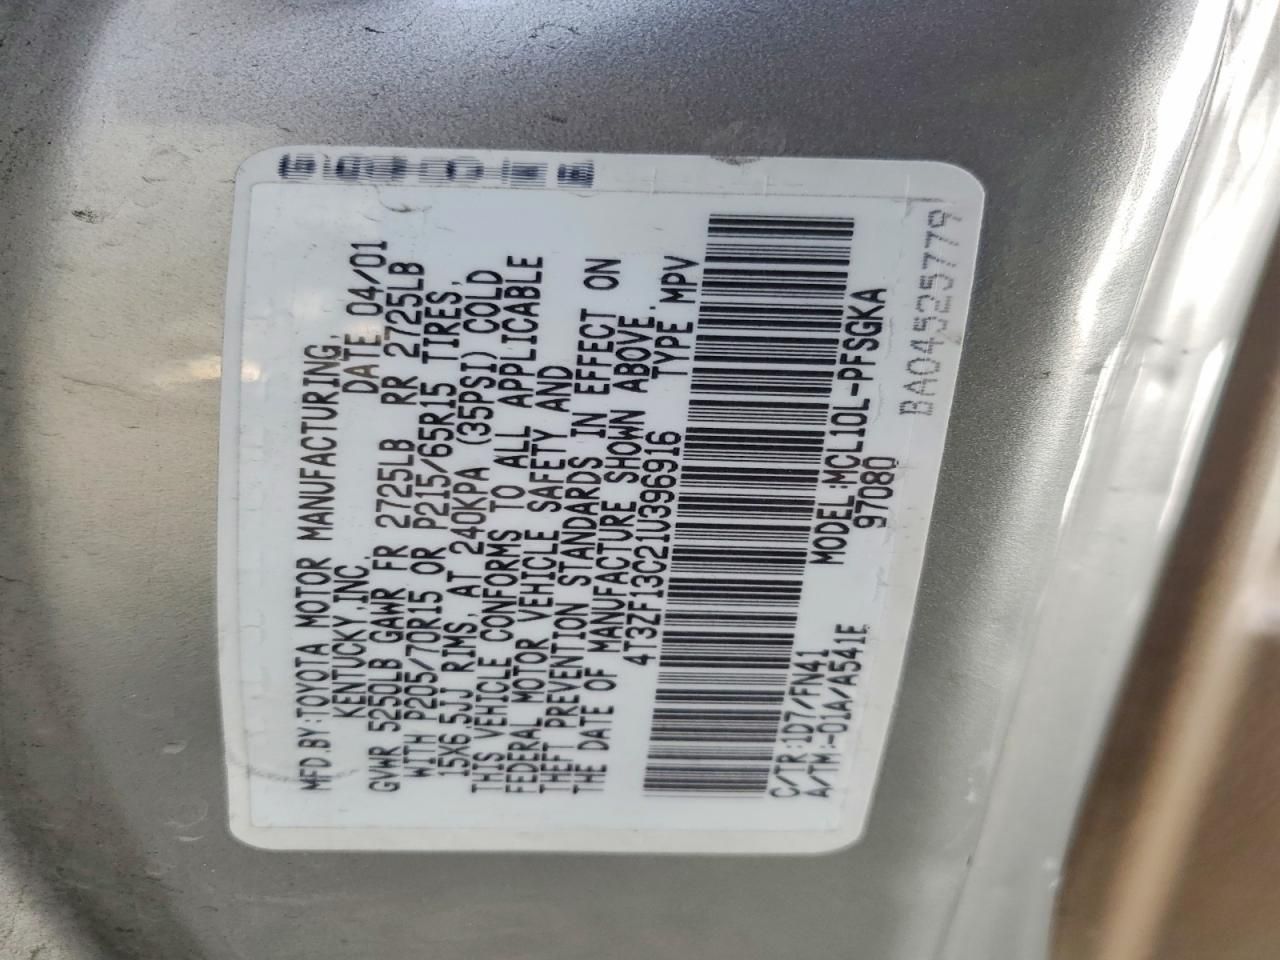 MFD.BY:TOYOTA MOTOR MANUFACTURING,
KENTUCKY,INC. DATE 04/01
GVWR 5250LB GAWR FR 2725LB RR 2725LB
WITH P205/70R15 OR P215/65R15 TIRES,
15X6.5JJ RIMS, AT 240KPA (35PSI) COLD
THIS VEHICLE CONFORMS TO ALL APPLICABLE
FEDERAL MOTOR VEHICLE SAFETY AND
THEFT PREVENTION STANDARDS IN EFFECT ON
THE DATE OF MANUFACTURE SHOWN ABOVE.
4T3ZF13C21U396916 TYPE MPV
C/TR:1D7/FN41 MODEL:MCL10L-PFSGKA
A/TM:-01A/A541E 97080
BA04525779